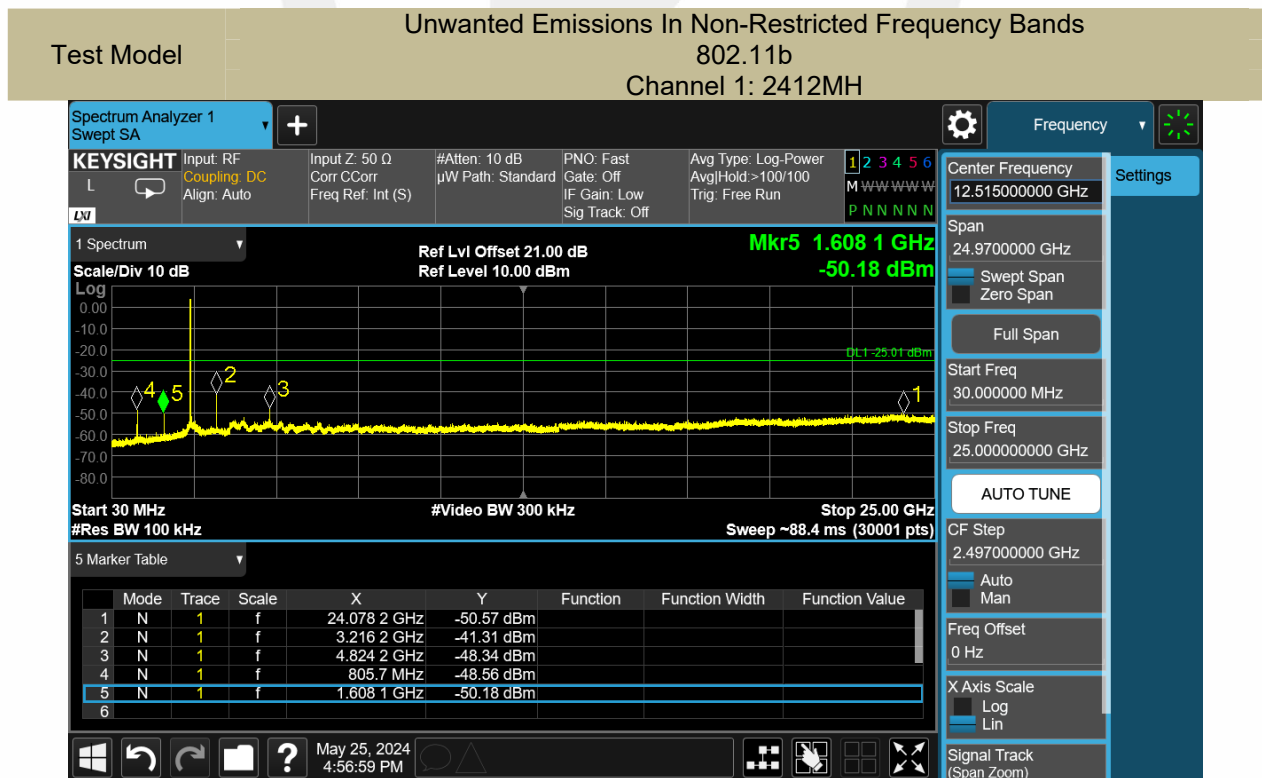 Test Model
Unwanted Emissions In Non-Restricted Frequency Bands
802.11b
Channel 1: 2412MH
Spectrum Analyzer 1
Swept SA
Frequency
KEYSIGHT
L
LXI
Input: RF
Coupling: DC
Align: Auto
Input Z: 50 Ω
Corr CCorr
Freq Ref: Int (S)
#Atten: 10 dB
µW Path: Standard
PNO: Fast
Gate: Off
IF Gain: Low
Sig Track: Off
Avg Type: Log-Power
Avg|Hold:>100/100
Trig: Free Run
1 2 3 4 5 6
M W W W W W
P N N N N N
Center Frequency
12.515000000 GHz
Settings
Span
24.9700000 GHz
Swept Span
Zero Span
Full Span
Start Freq
30.000000 MHz
Stop Freq
25.000000000 GHz
AUTO TUNE
CF Step
2.497000000 GHz
Auto
Man
Freq Offset
0 Hz
X Axis Scale
Log
Lin
Signal Track
(Span Zoom)
1 Spectrum
Scale/Div 10 dB
Ref Lvl Offset 21.00 dB
Ref Level 10.00 dBm
Mkr5 1.608 1 GHz
-50.18 dBm
Log
0.00
-10.0
-20.0
-30.0
-40.0
-50.0
-60.0
-70.0
-80.0
DL1 -25.01 dBm
4
5
2
3
1
Start 30 MHz
#Video BW 300 kHz
Stop 25.00 GHz
#Res BW 100 kHz
Sweep ~88.4 ms (30001 pts)
5 Marker Table
Mode Trace Scale X Y Function Function Width Function Value
1 N 1 f 24.078 2 GHz -50.57 dBm
2 N 1 f 3.216 2 GHz -41.31 dBm
3 N 1 f 4.824 2 GHz -48.34 dBm
4 N 1 f 805.7 MHz -48.56 dBm
5 N 1 f 1.608 1 GHz -50.18 dBm
6
?
May 25, 2024
4:56:59 PM